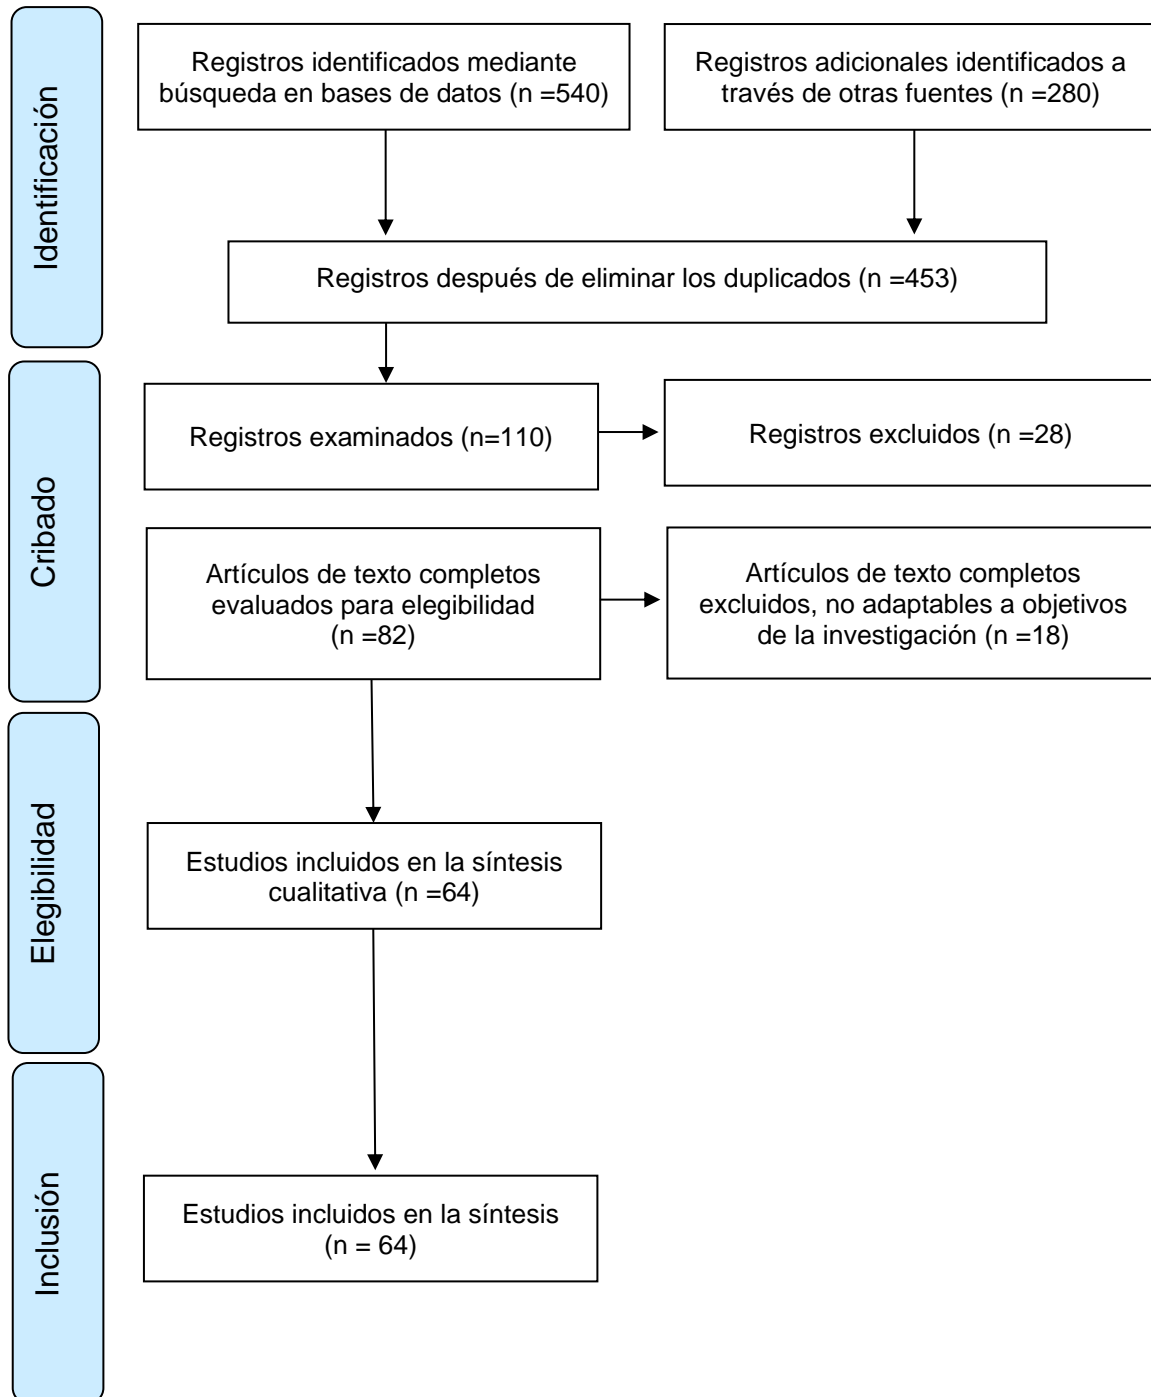 Identificación
Registros identificados mediante
búsqueda en bases de datos (n =540)
Registros adicionales identificados a
través de otras fuentes (n =280)
Registros después de eliminar los duplicados (n =453)
Cribado
Registros examinados (n=110)
Registros excluidos (n =28)
Artículos de texto completos
evaluados para elegibilidad
(n =82)
Artículos de texto completos
excluidos, no adaptables a objetivos
de la investigación (n =18)
Elegibilidad
Estudios incluidos en la síntesis
cualitativa (n =64)
Inclusión
Estudios incluidos en la síntesis
(n = 64)